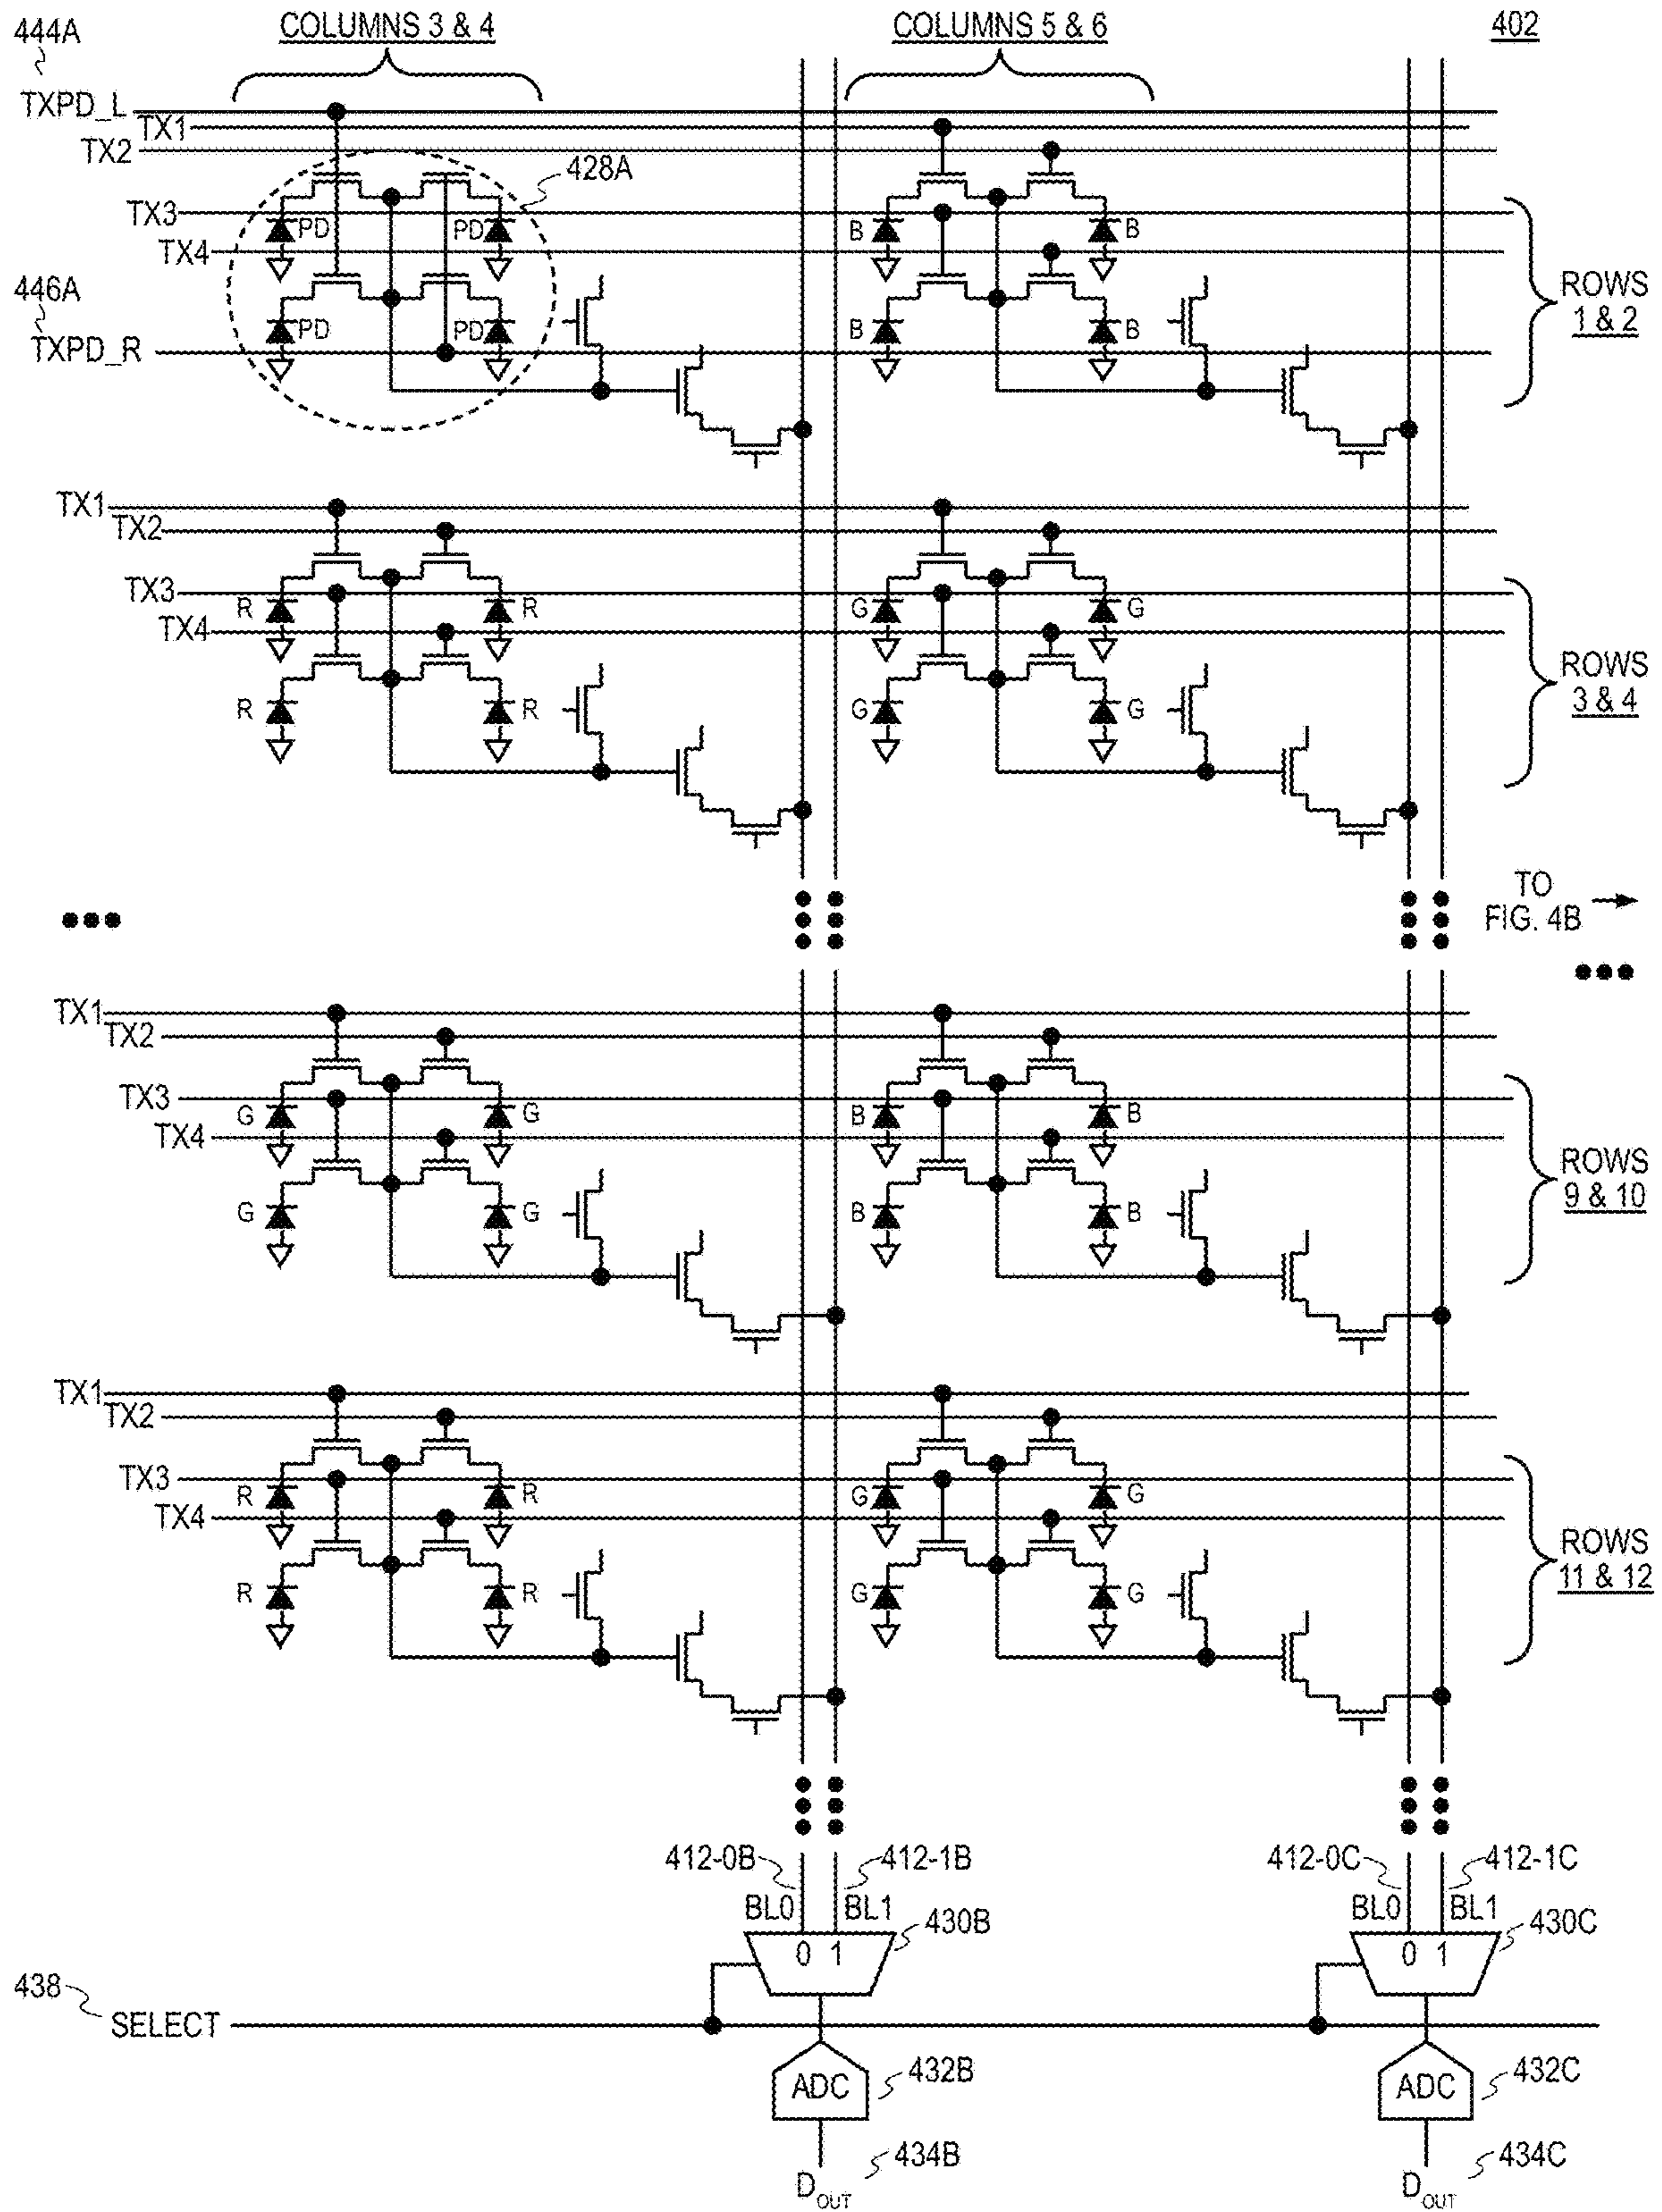 444A
COLUMNS 3 & 4
COLUMNS 5 & 6
402
TXPD_L
TX1
TX2
428A
TX3
PD
PD
B
B
TX4
446A
ROWS
1 & 2
PD
PD
B
B
TXPD_R
TX1
TX2
TX3
R
R
G
G
TX4
ROWS
3 & 4
R
R
G
G
TO
FIG. 4B
TX1
TX2
TX3
G
G
B
B
TX4
ROWS
9 & 10
G
G
B
B
TX1
TX2
TX3
R
R
G
G
TX4
ROWS
11 & 12
R
R
G
G
412-0B
412-1B
412-0C
412-1C
BL0
BL1
BL0
BL1
430B
430C
0 1
0 1
438
SELECT
432B
432C
ADC
ADC
434B
434C
DOUT
DOUT